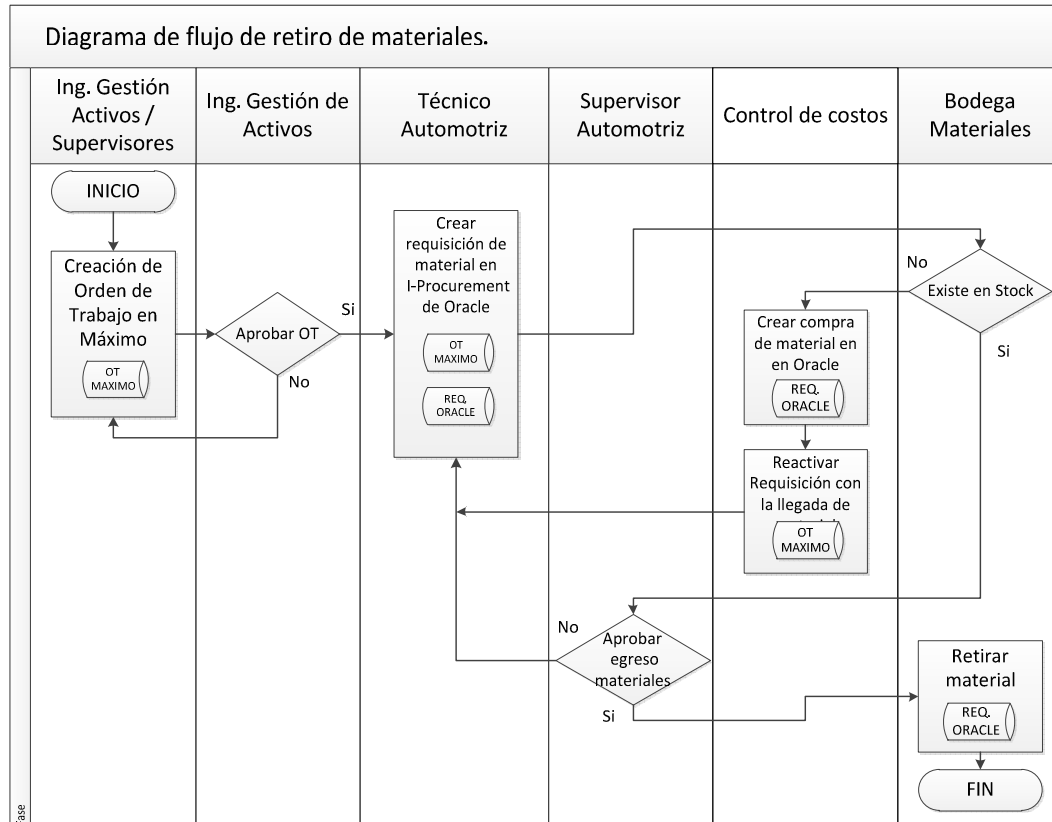 Diagrama de flujo de retiro de materiales.
Ing. Gestión
Activos /
Supervisores
Ing. Gestión de
Activos
Técnico
Automotriz
Supervisor
Automotriz
Control de costos
Bodega
Materiales
INICIO
Creación de
Orden de
Trabajo en
Máximo
OT
MAXIMO
Aprobar OT
Si
No
Crear
requisición de
material en
I-Procurement
de Oracle
OT
MAXIMO
REQ.
ORACLE
Existe en Stock
No
Si
Crear compra
de material en
en Oracle
REQ.
ORACLE
Reactivar
Requisición con
la llegada de
OT
MAXIMO
Aprobar
egreso
materiales
No
Si
Retirar
material
REQ.
ORACLE
FIN